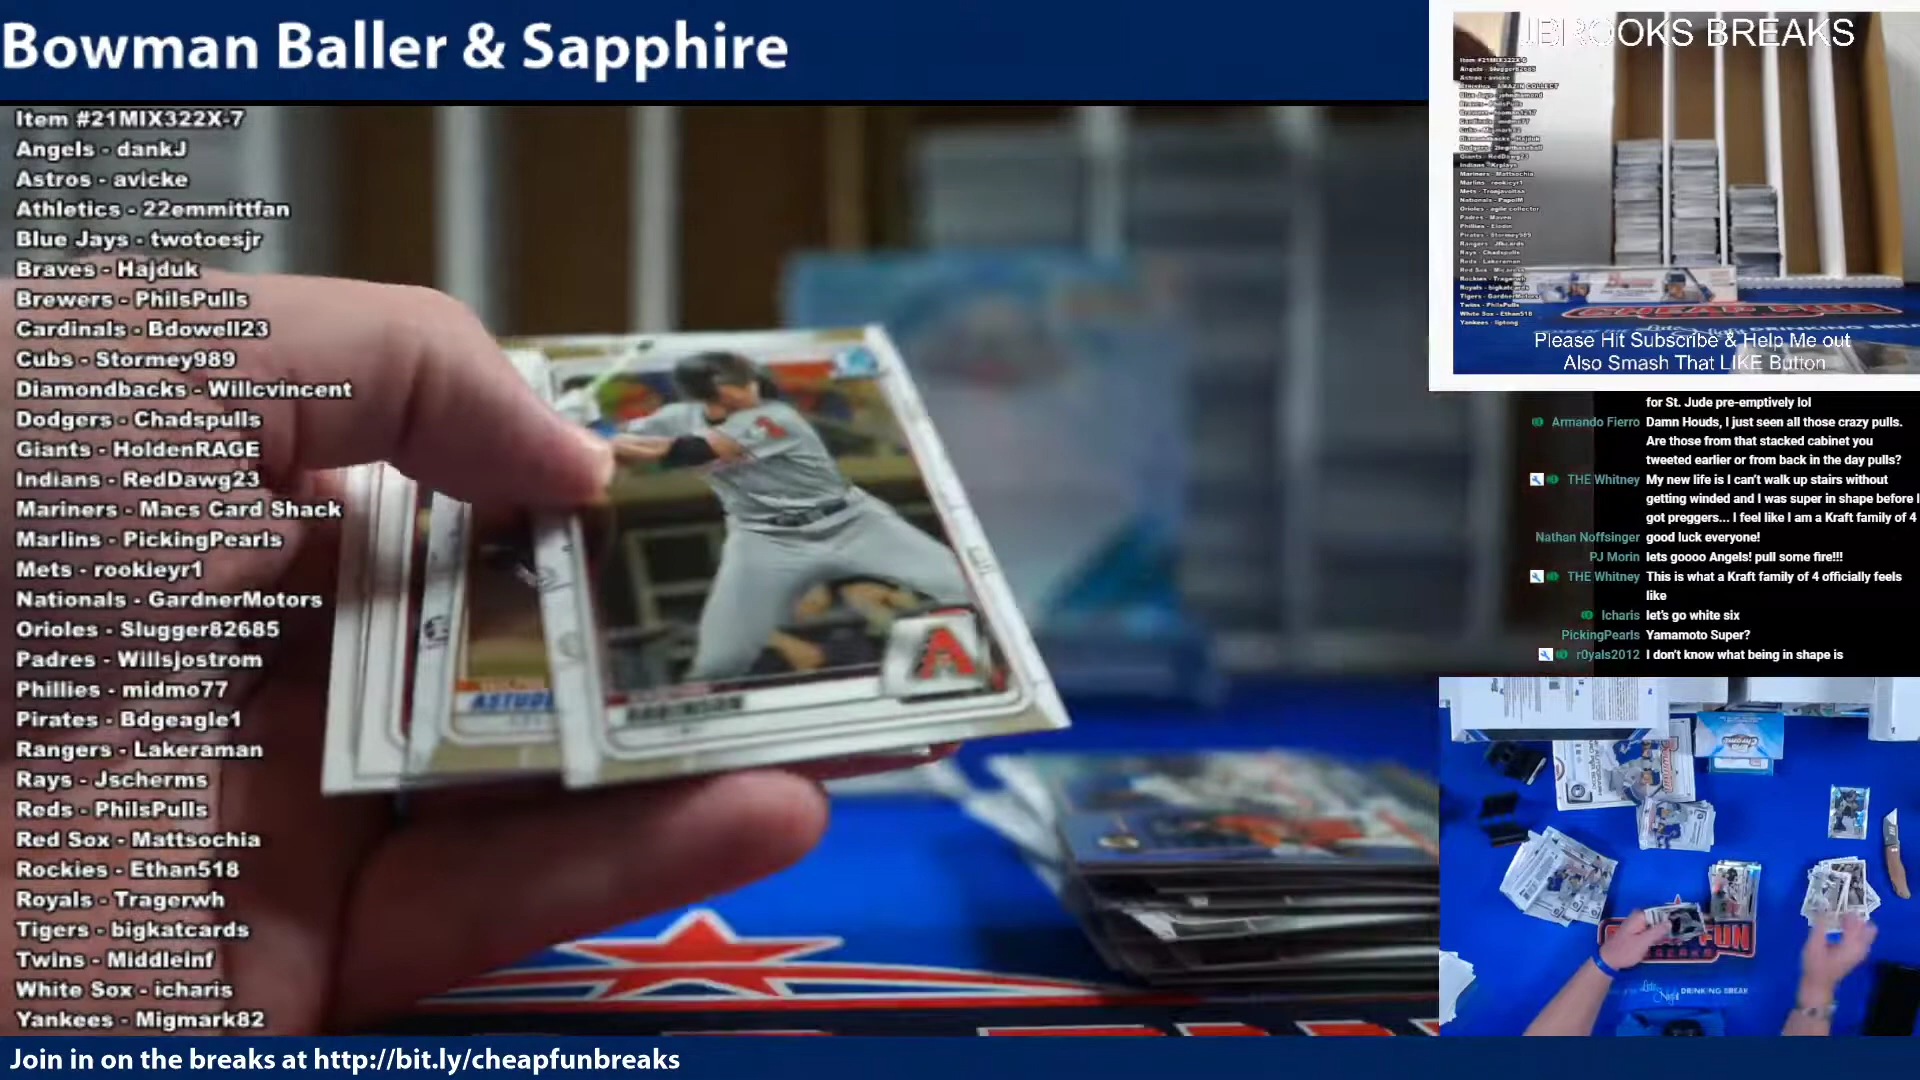 Bowman Baller & Sapphire
Item #21MIX322X-7
Angels - dankJ
Astros - avicke
Athletics - 22emmittfan
Blue Jays - twotoesjr
Braves - Hajduk
Brewers - PhilsPulls
Cardinals - Bdowell23
Cubs - Stormey989
Diamondbacks - Willcvincent
Dodgers - Chadspulls
Giants - HoldenRAGE
Indians - RedDawg23
Mariners - Macs Card Shack
Marlins - PickingPearls
Mets - rookieyr1
Nationals - GardnerMotors
Orioles - Slugger82685
Padres - Willsjostrom
Phillies - midmo77
Pirates - Bdgeagle1
Rangers - Lakeraman
Rays - Jscherms
Reds - PhilsPulls
Red Sox - Mattsochia
Rockies - Ethan518
Royals - Tragerwh
Tigers - bigkatcards
Twins - Middleinf
White Sox - icharis
Yankees - Migmark82
ASTUD
ROBINSON
A
JBROOKS BREAKS
CHEAP FUN
Please Hit Subscribe & Help Me out
Also Smash That LIKE Button
for St. Jude pre-emptively lol
Armando Fierro Damn Houds, I just seen all those crazy pulls.
Are those from that stacked cabinet you
tweeted earlier or from back in the day pulls?
THE Whitney My new life is I can't walk up stairs without
getting winded and I was super in shape before I
got preggers... I feel like I am a Kraft family of 4
Nathan Noffsinger good luck everyone!
PJ Morin lets goooo Angels! pull some fire!!!
THE Whitney This is what a Kraft family of 4 officially feels
like
Icharis let's go white six
PickingPearls Yamamoto Super?
r0yals2012 I don't know what being in shape is
DRINKING BREAK
Join in on the breaks at http://bit.ly/cheapfunbreaks